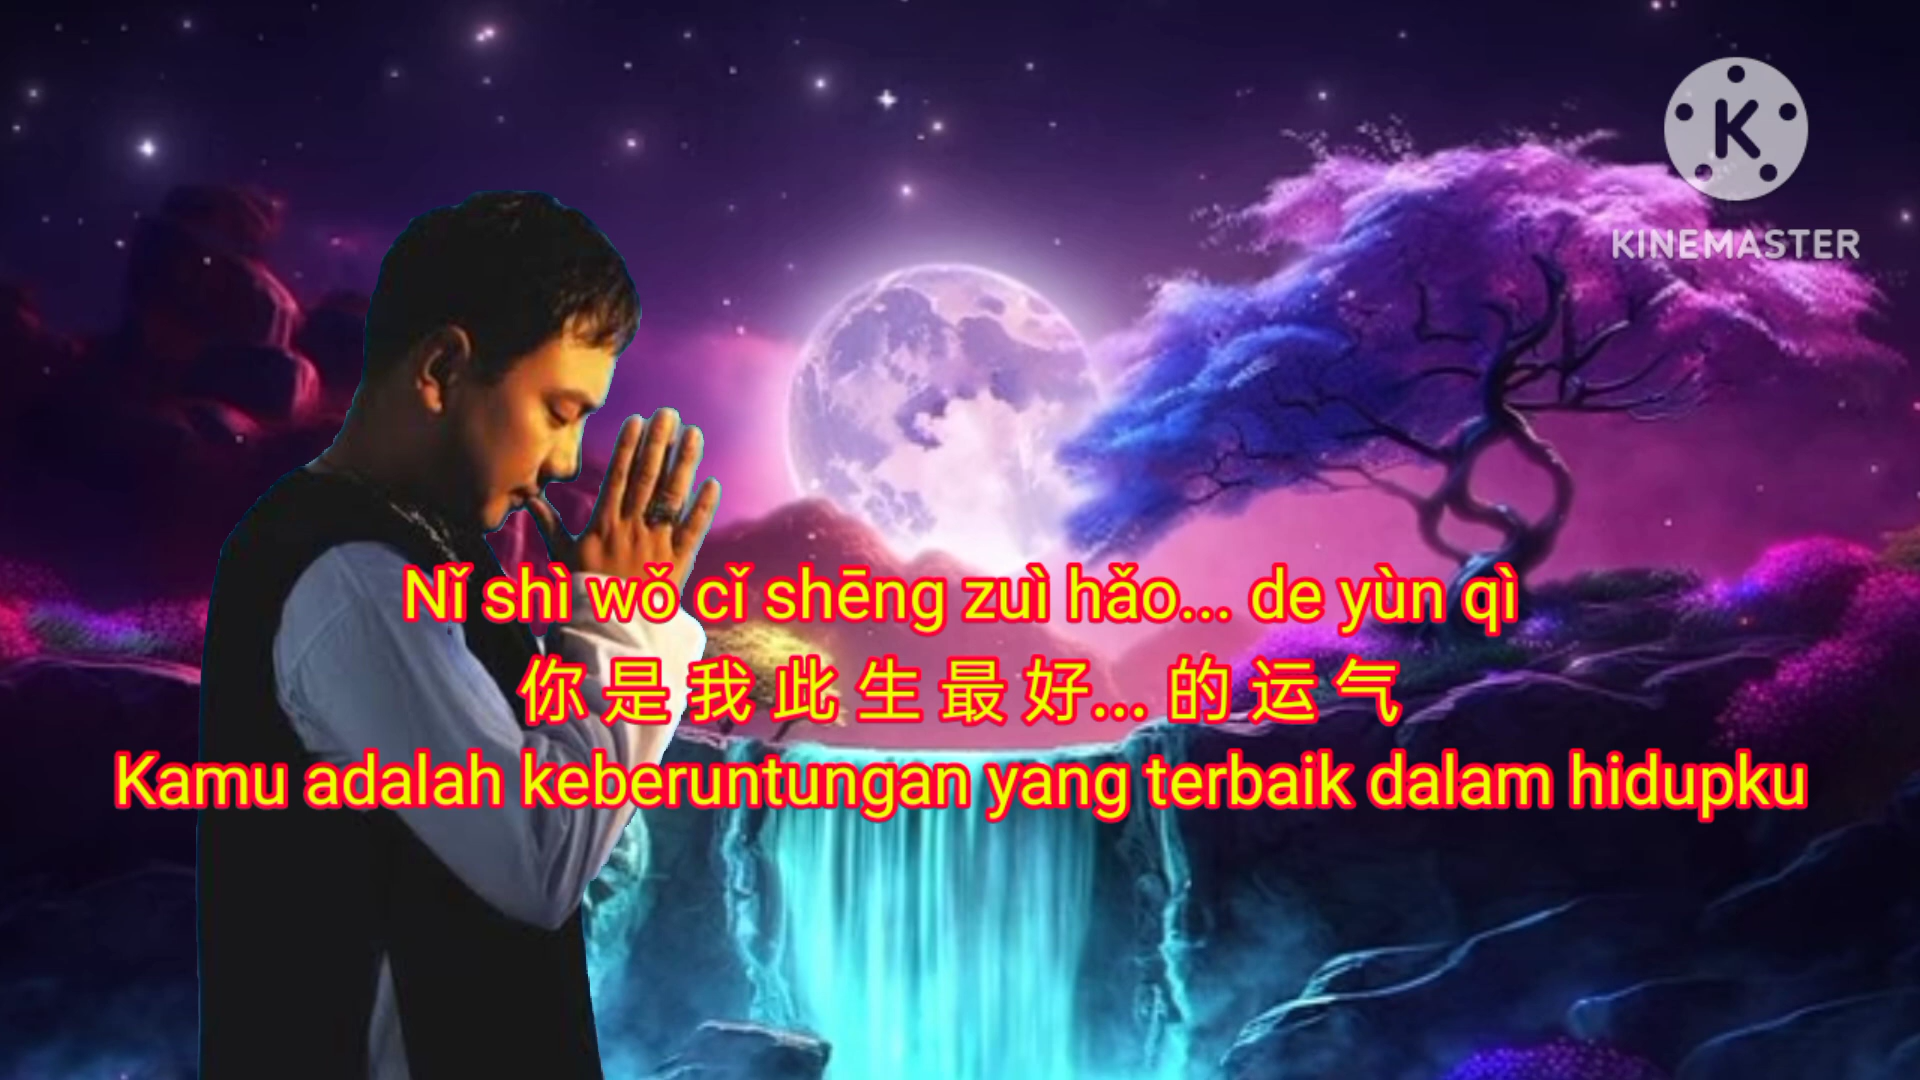 K
KINEMASTER
Nǐ shì wǒ cǐ shēng zuì hǎo... de yùn qì
你 是 我 此 生 最 好... 的 运 气
Kamu adalah keberuntungan yang terbaik dalam hidupku